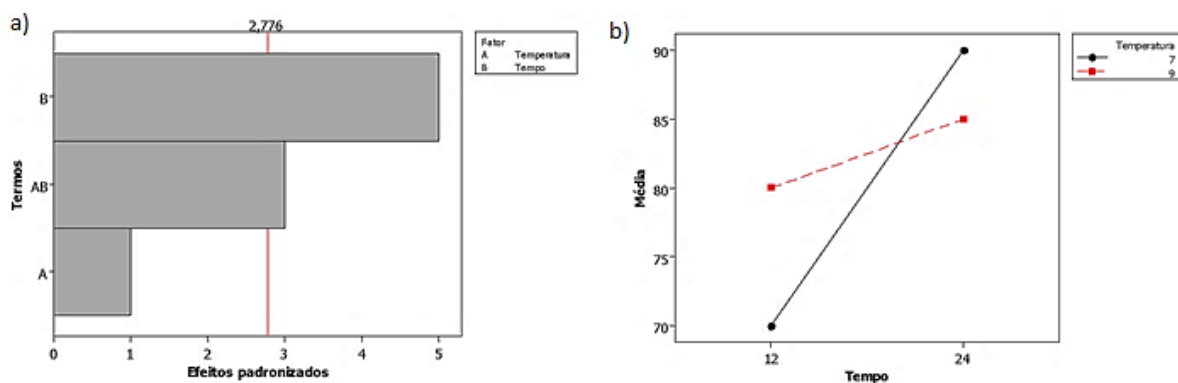 a)
2,776
Fator
A Temperatura
B Tempo
Termos
B
AB
A
0 1 2 3 4 5
Efeitos padronizados
b)
Temperatura
7
9
Média
90
85
80
75
70
12 24
Tempo